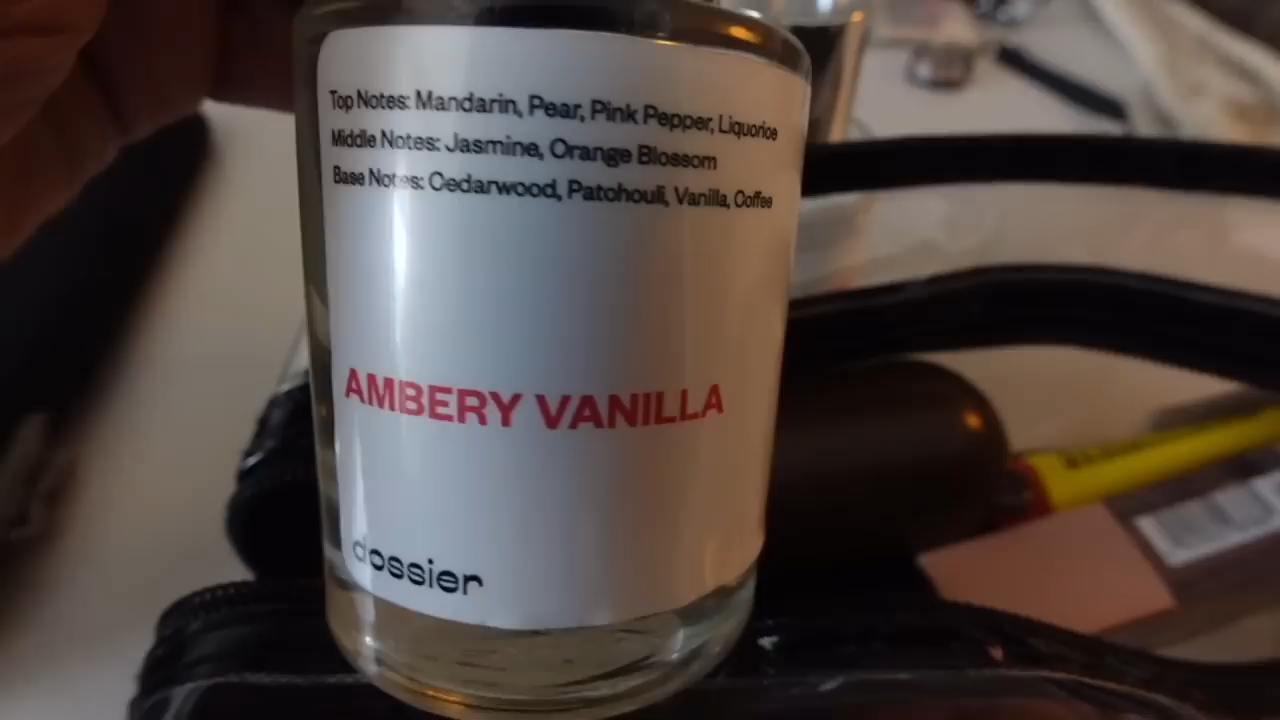 Top Notes: Mandarin, Pear, Pink Pepper, Liquorice
Middle Notes: Jasmine, Orange Blossom
Base Notes: Cedarwood, Patchouli, Vanilla, Coffee
AMBERY VANILLA
dossier